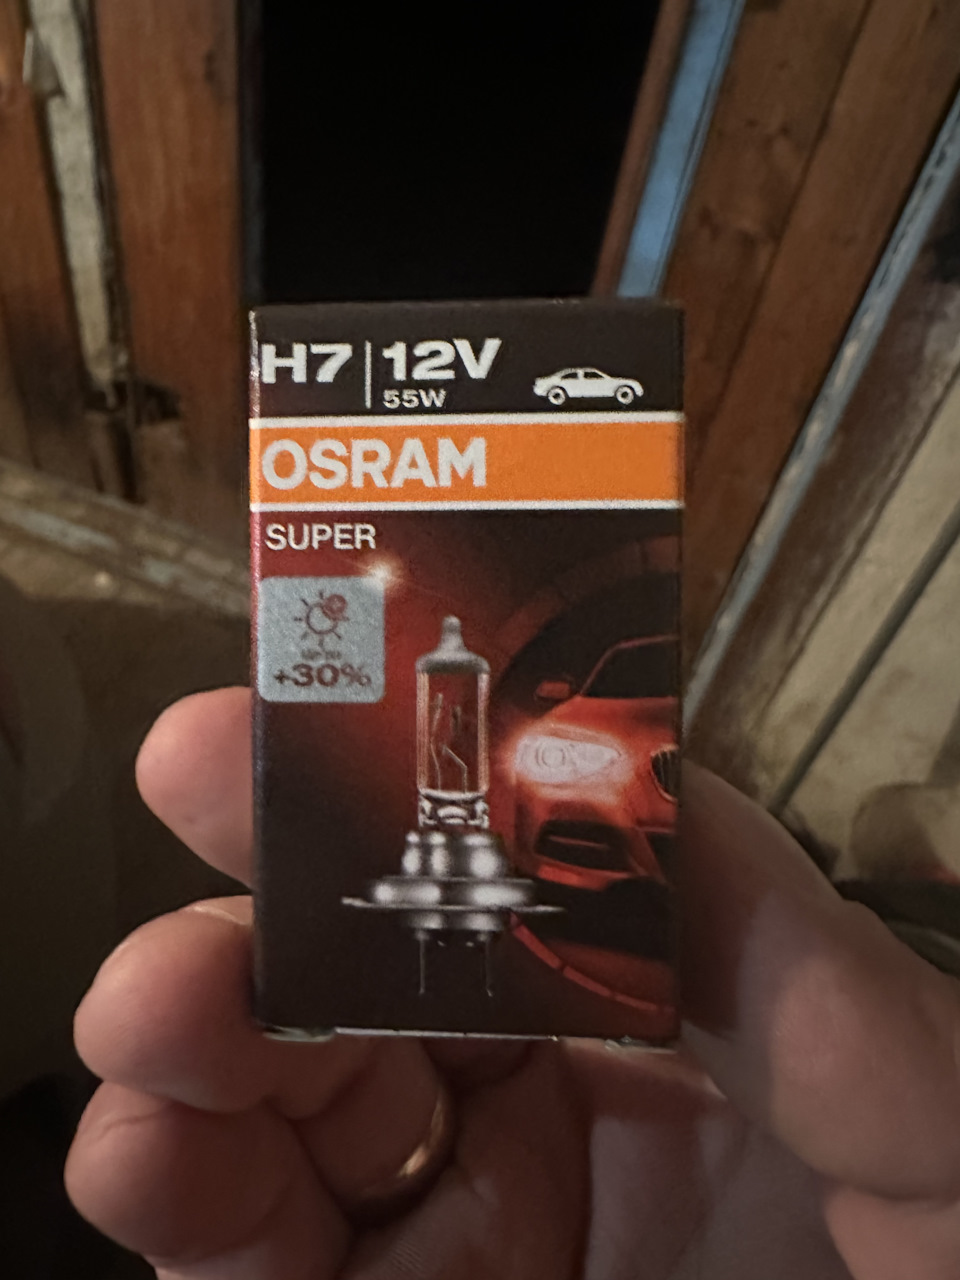 H7 | 12V
55W
OSRAM
SUPER
+30%